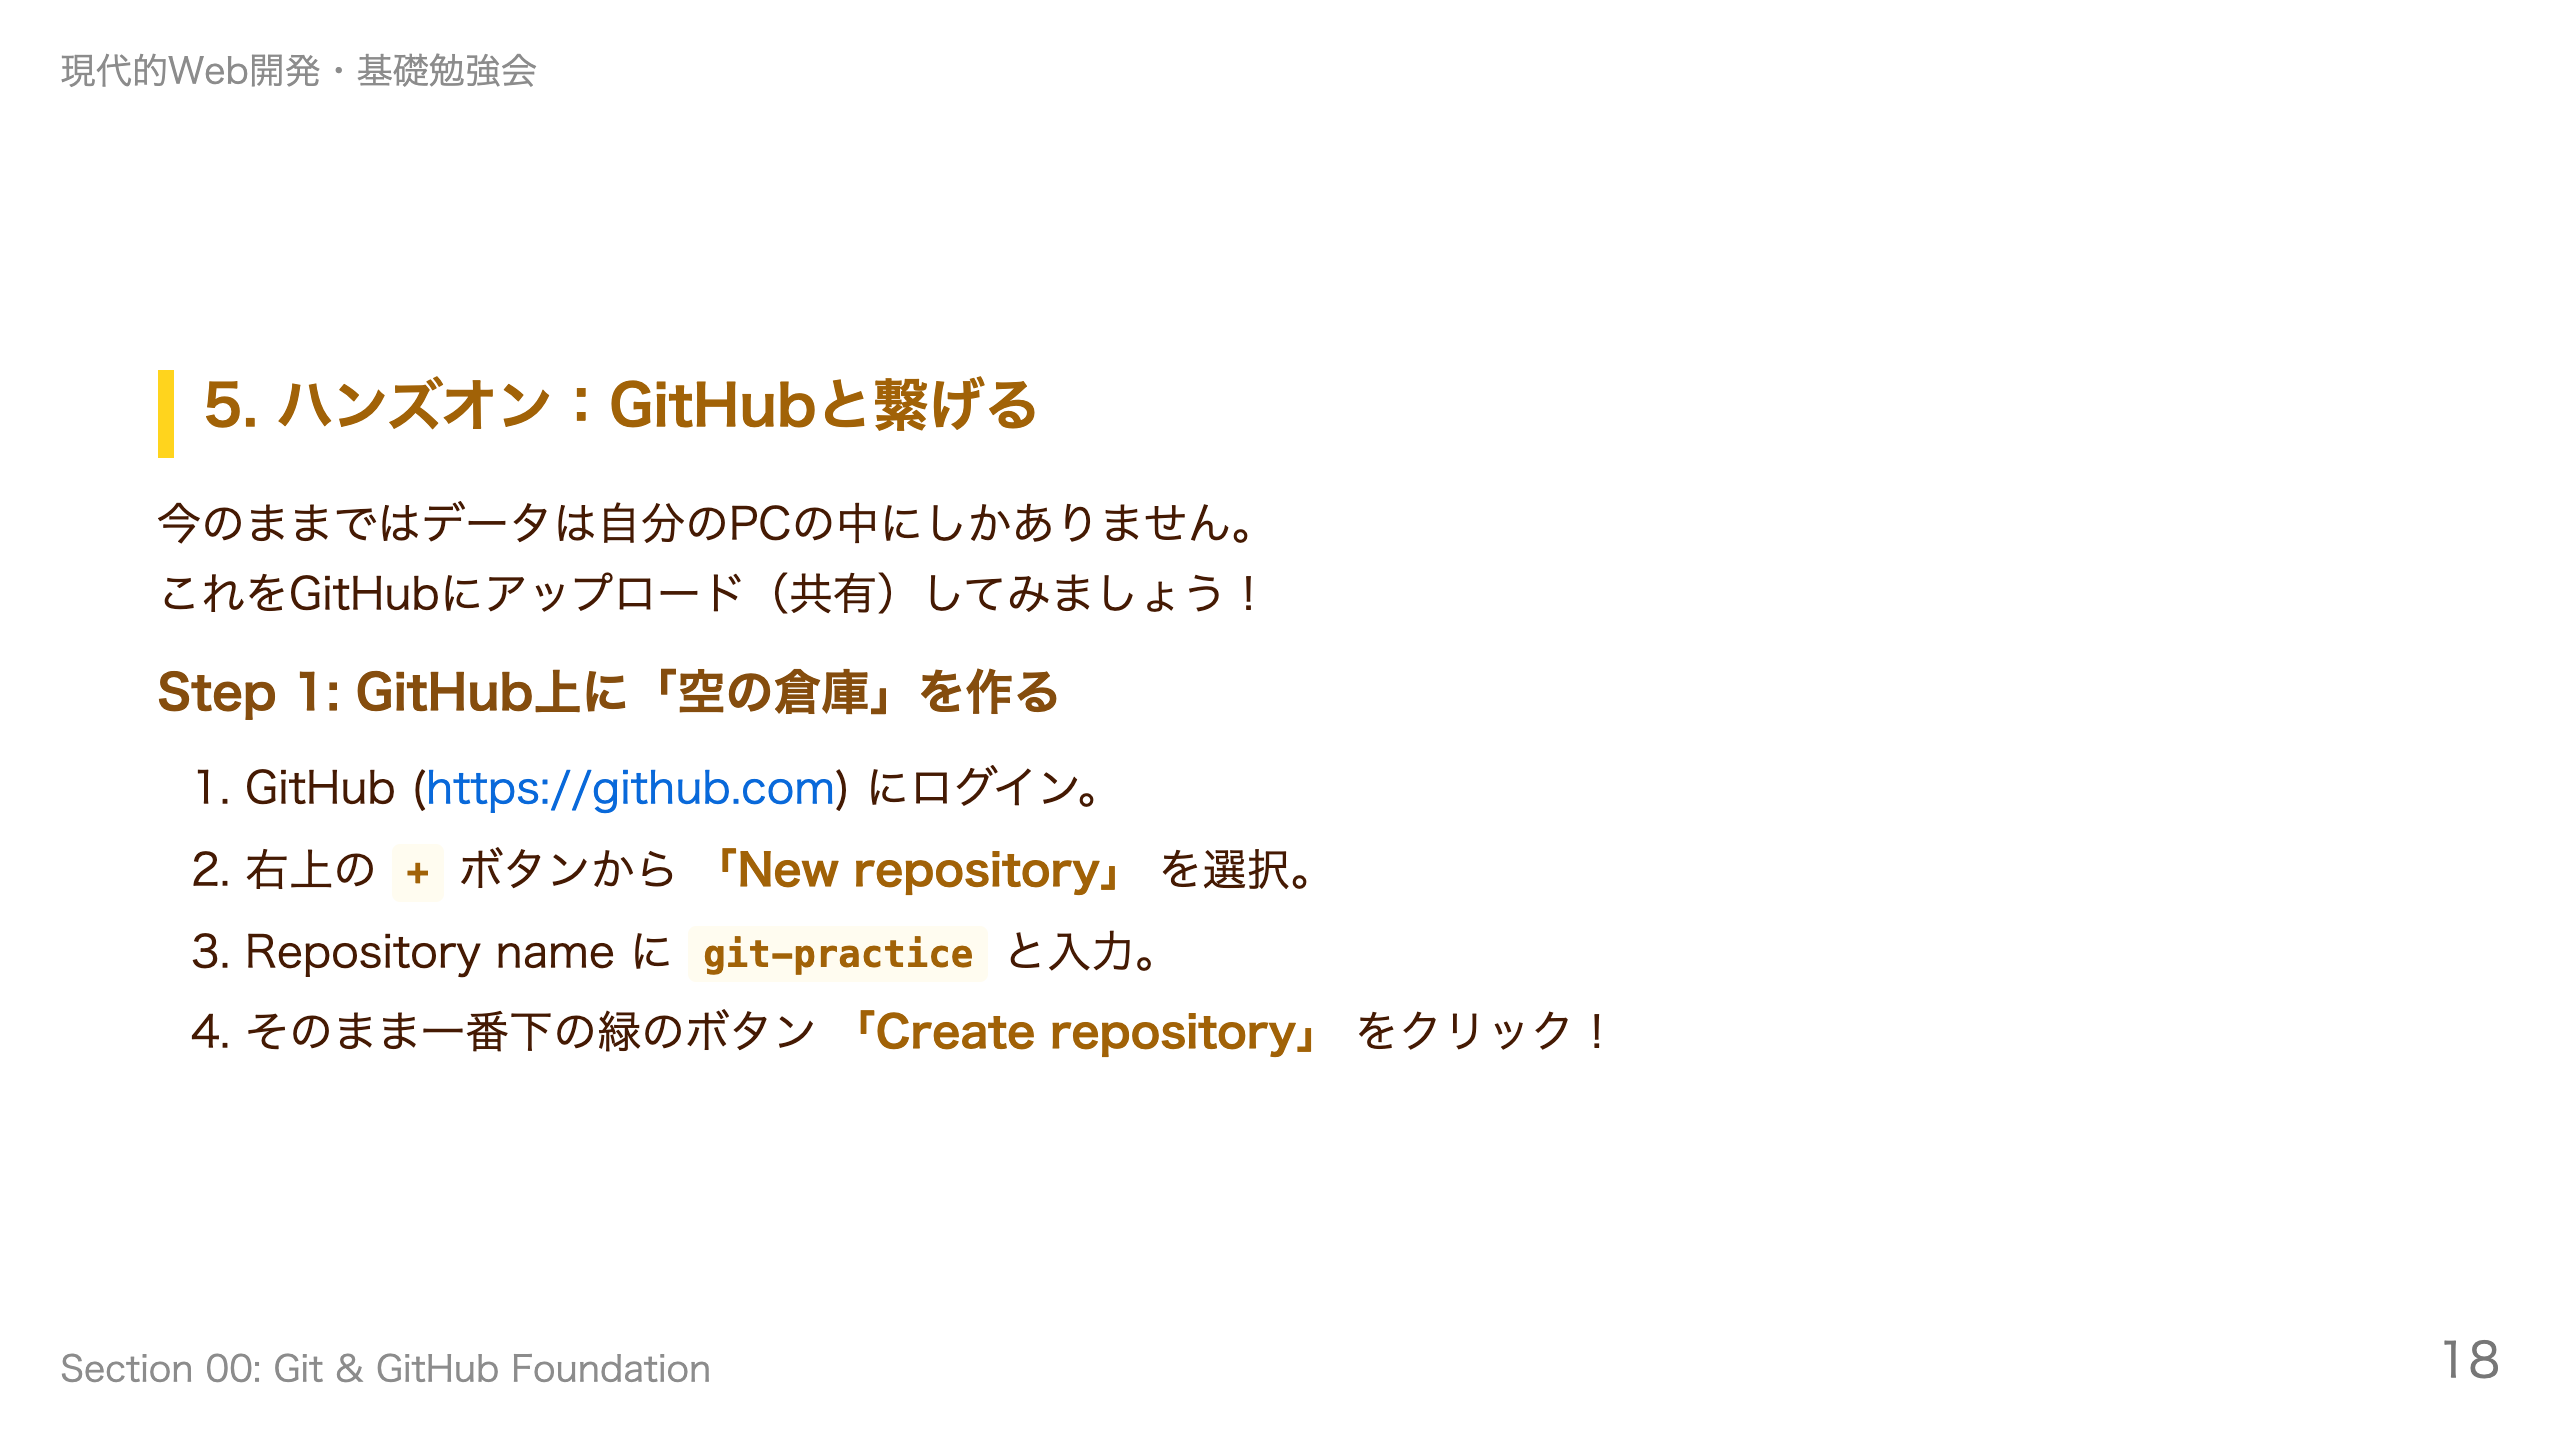 現代的Web開発・基礎勉強会
5. ハンズオン：GitHubと繋げる
今のままではデータは自分のPCの中にしかありません。
これをGitHubにアップロード（共有）してみましょう！
Step 1: GitHub上に「空の倉庫」を作る
1. GitHub (https://github.com) にログイン。
2. 右上の + ボタンから 「New repository」 を選択。
3. Repository name に git-practice と入力。
4. そのまま一番下の緑のボタン 「Create repository」 をクリック！
Section 00: Git & GitHub Foundation
18